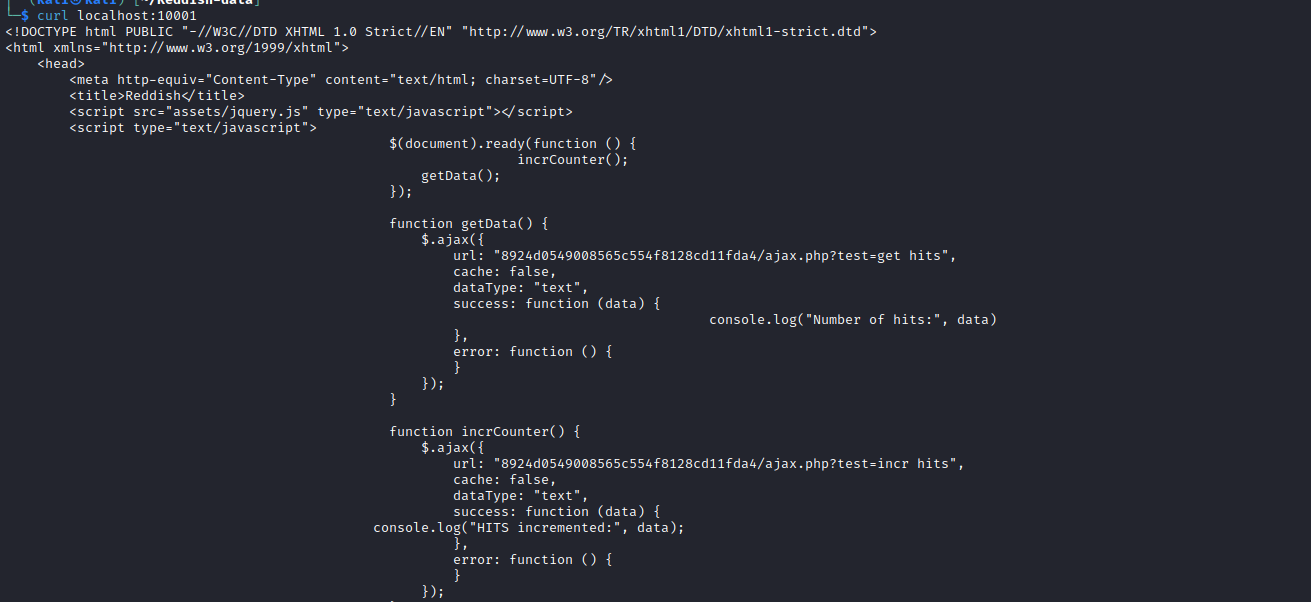 (kali㉿kali) [~/Reddish-data]
└─$ curl localhost:10001
<!DOCTYPE html PUBLIC "-//W3C//DTD XHTML 1.0 Strict//EN" "http://www.w3.org/TR/xhtml1/DTD/xhtml1-strict.dtd">
<html xmlns="http://www.w3.org/1999/xhtml">
    <head>
        <meta http-equiv="Content-Type" content="text/html; charset=UTF-8"/>
        <title>Reddish</title>
        <script src="assets/jquery.js" type="text/javascript"></script>
        <script type="text/javascript">
                                                $(document).ready(function () {
                                                                incrCounter();
                                                    getData();
                                                });

                                                function getData() {
                                                    $.ajax({
                                                        url: "8924d0549008565c554f8128cd11fda4/ajax.php?test=get hits",
                                                        cache: false,
                                                        dataType: "text",
                                                        success: function (data) {
                                                                                        console.log("Number of hits:", data)
                                                        },
                                                        error: function () {
                                                        }
                                                    });
                                                }

                                                function incrCounter() {
                                                    $.ajax({
                                                        url: "8924d0549008565c554f8128cd11fda4/ajax.php?test=incr hits",
                                                        cache: false,
                                                        dataType: "text",
                                                        success: function (data) {
                                              console.log("HITS incremented:", data);
                                                        },
                                                        error: function () {
                                                        }
                                                    });